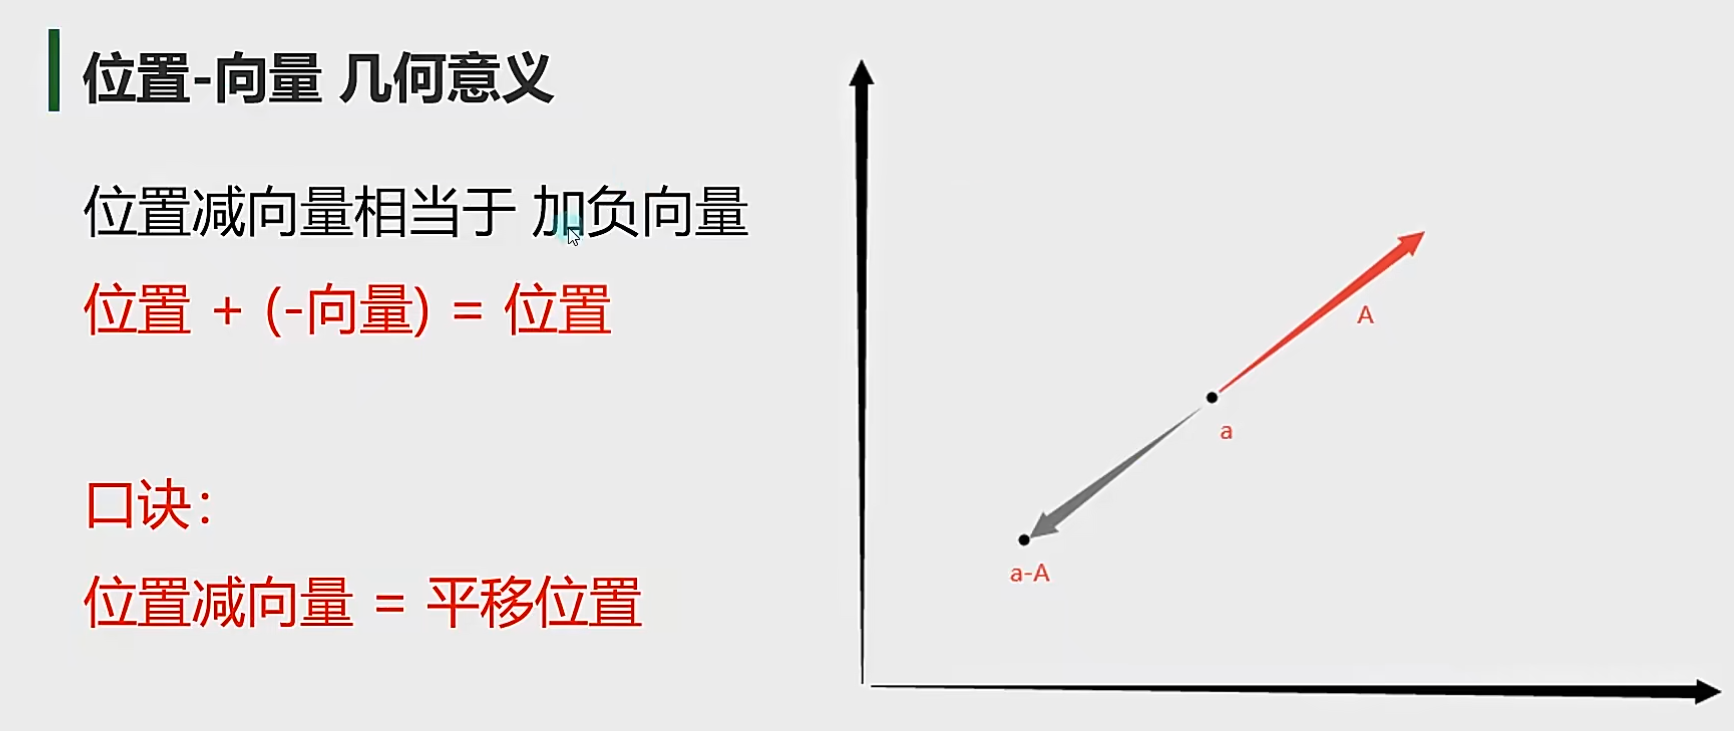 位置-向量 几何意义
位置减向量相当于 加负向量
位置 + (-向量) = 位置
口诀：
位置减向量 = 平移位置
A
a
a-A